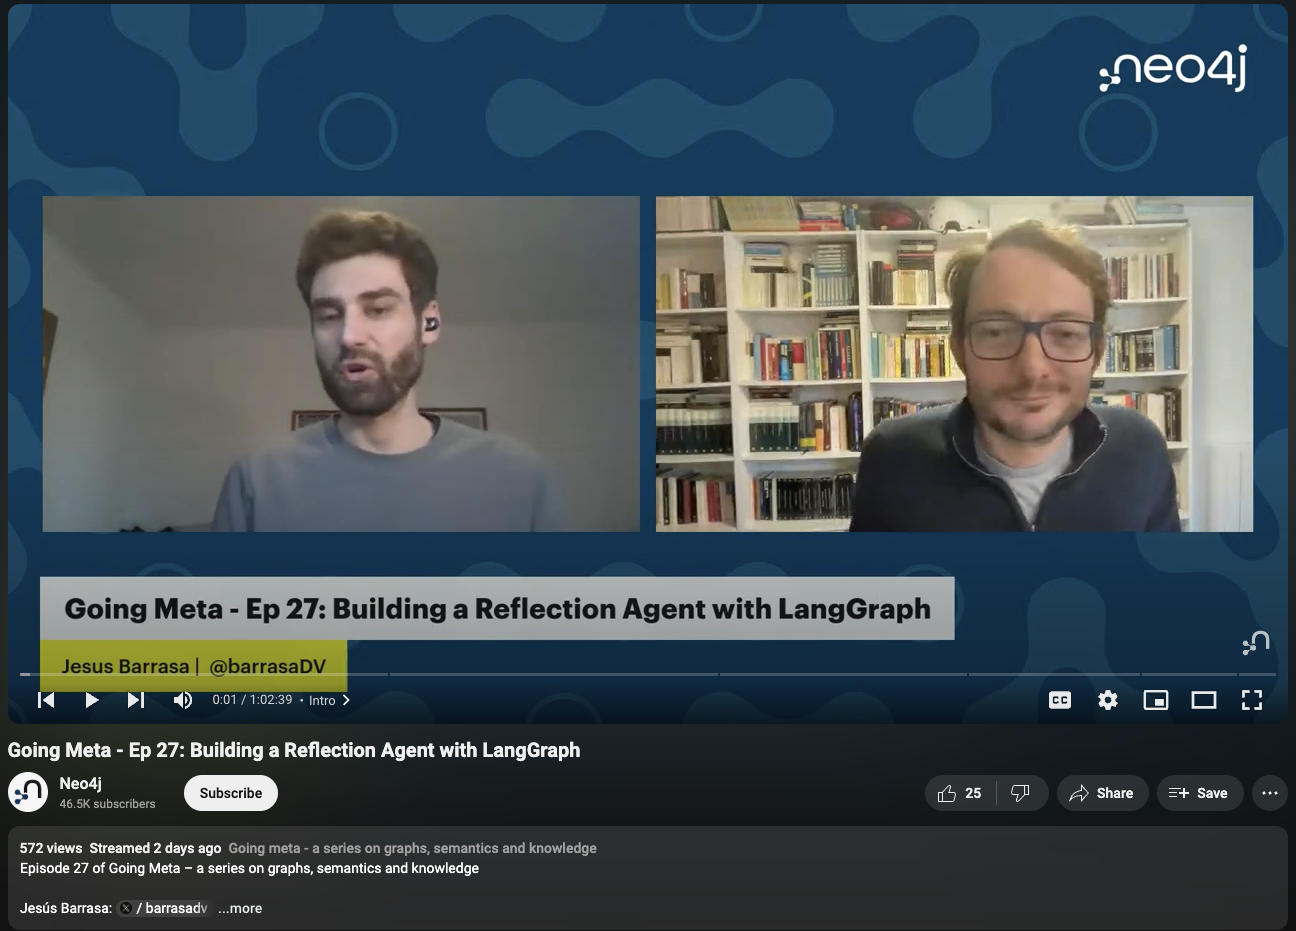 neo4j
Going Meta - Ep 27: Building a Reflection Agent with LangGraph
Jesus Barrasa | @barrasaDV
0:01 / 1:02:39 • Intro
CC
Going Meta - Ep 27: Building a Reflection Agent with LangGraph
Neo4j
46.5K subscribers
Subscribe
25
Share
Save
572 views Streamed 2 days ago Going meta - a series on graphs, semantics and knowledge
Episode 27 of Going Meta – a series on graphs, semantics and knowledge
Jesús Barrasa: X / barrasadv ...more